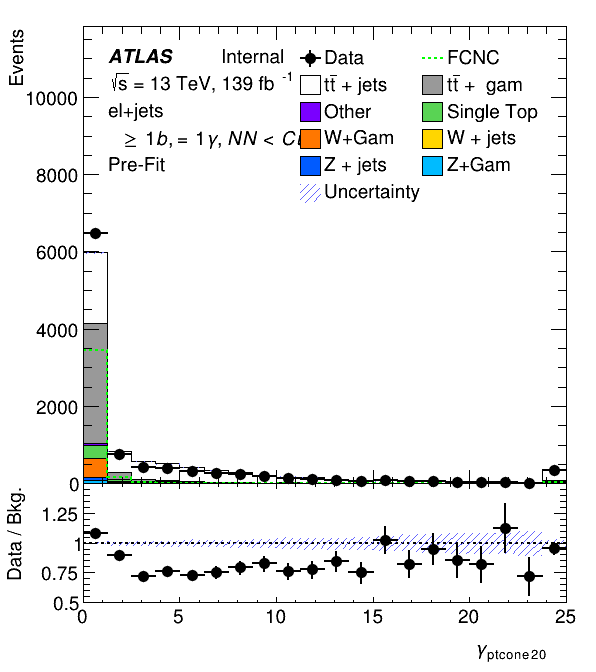 Events
ATLAS Internal
√s = 13 TeV, 139 fb -1
el+jets
≥ 1b, = 1γ, NN <
Pre-Fit
Data FCNC
tt̄ + jets tt̄ + gam
Other Single Top
W+Gam W + jets
Z + jets Z+Gam
Uncertainty
10000
8000
6000
4000
2000
0
Data / Bkg.
1.25
1
0.75
0.5
0 5 10 15 20 25
γptcone20